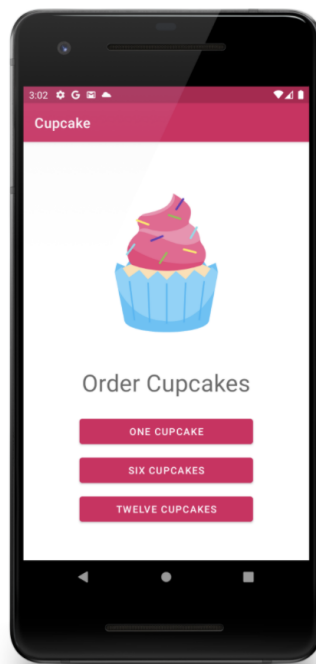 3:02 G
Cupcake
Order Cupcakes
ONE CUPCAKE
SIX CUPCAKES
TWELVE CUPCAKES